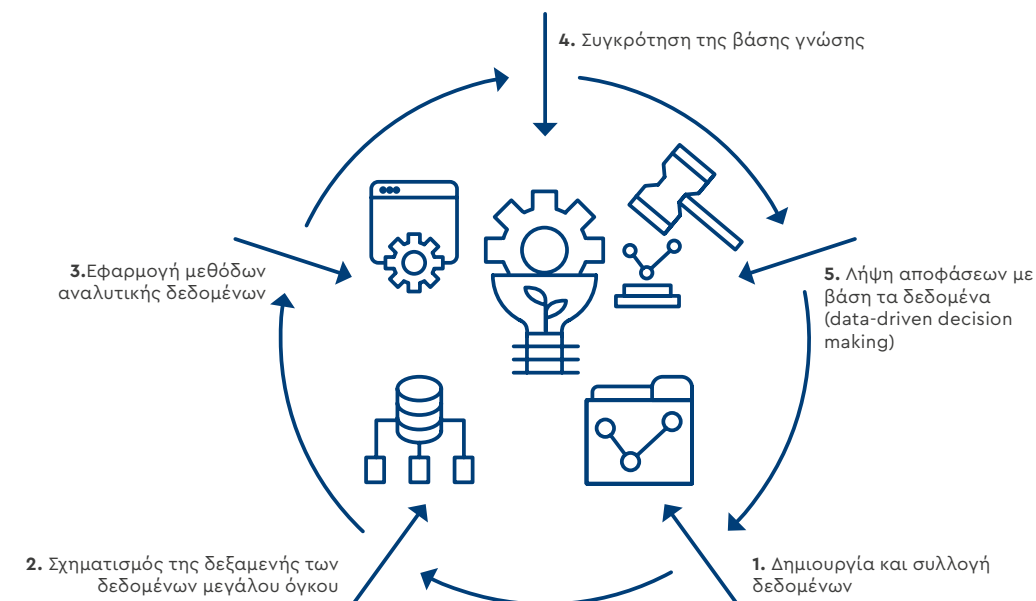 4. Συγκρότηση της βάσης γνώσης
3.Εφαρμογή μεθόδων
αναλυτικής δεδομένων
5. Λήψη αποφάσεων με
βάση τα δεδομένα
(data-driven decision
making)
2. Σχηματισμός της δεξαμενής των
δεδομένων μεγάλου όγκου
1. Δημιουργία και συλλογή
δεδομένων